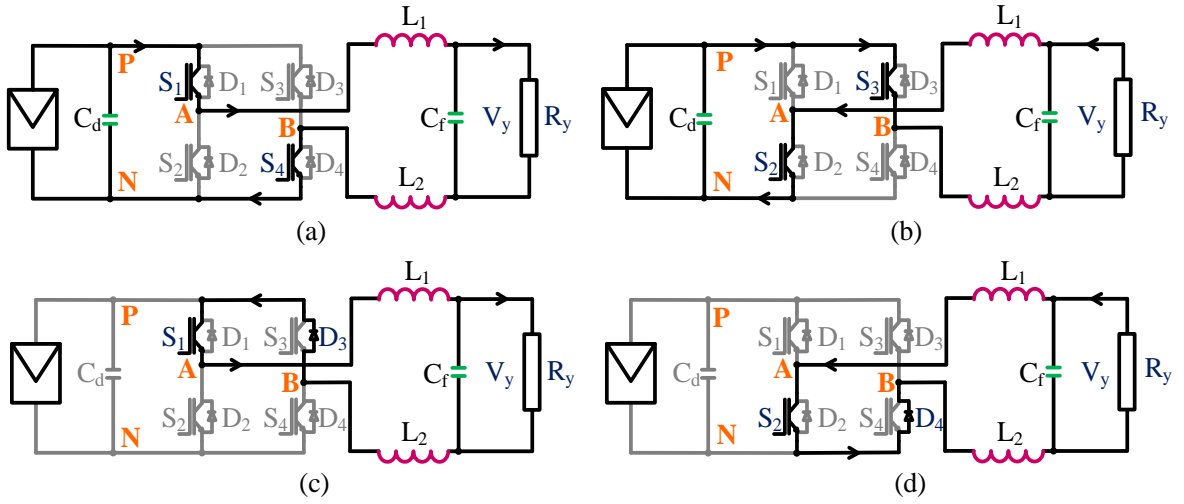 L1
P
S1 D1 S3 D3
Cd A B Cf Vy Ry
S2 D2 S4 D4
N
L2
(a)
L1
P
S1 D1 S3 D3
Cd A B Cf Vy Ry
S2 D2 S4 D4
N
L2
(b)
L1
P
S1 D1 S3 D3
Cd A B Cf Vy Ry
S2 D2 S4 D4
N
L2
(c)
L1
P
S1 D1 S3 D3
Cd A B Cf Vy Ry
S2 D2 S4 D4
N
L2
(d)